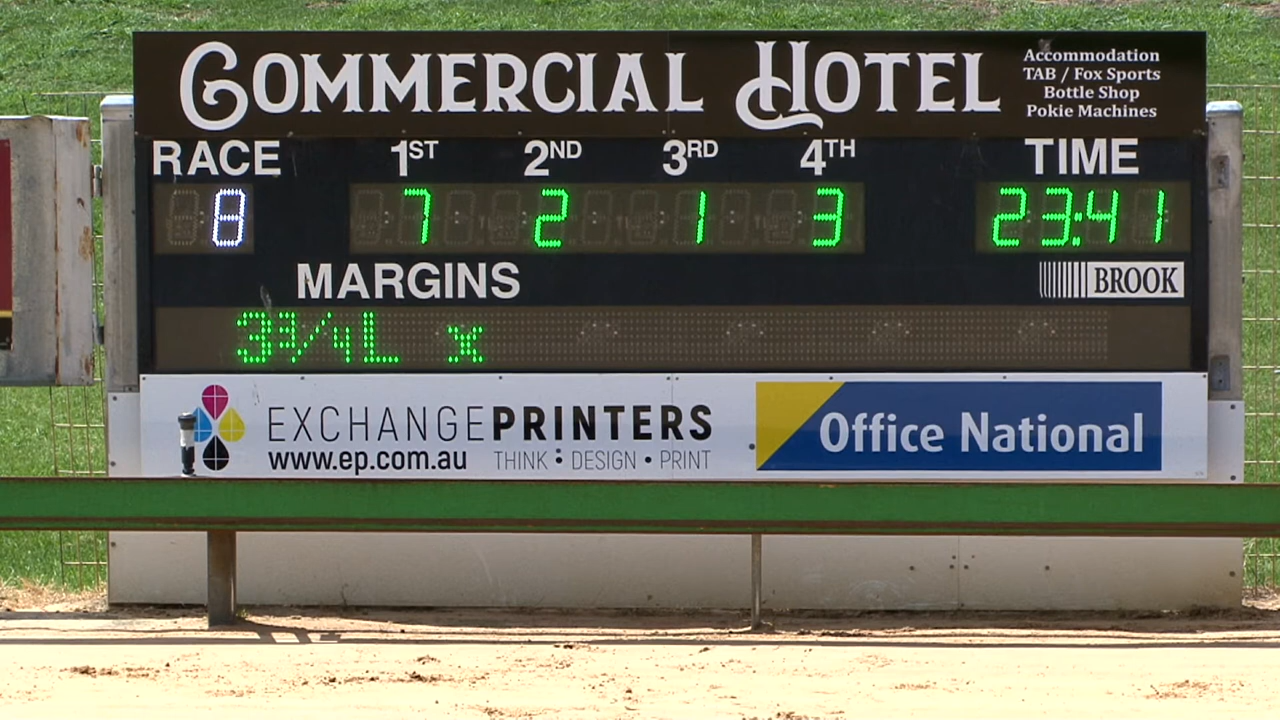 COMMERCIAL HOTEL
Accommodation
TAB / Fox Sports
Bottle Shop
Pokie Machines
RACE 1ST 2ND 3RD 4TH TIME
8 7 2 1 3 23:41
MARGINS
BROOK
3 3/4L x
EXCHANGEPRINTERS
www.ep.com.au THINK • DESIGN • PRINT
Office National